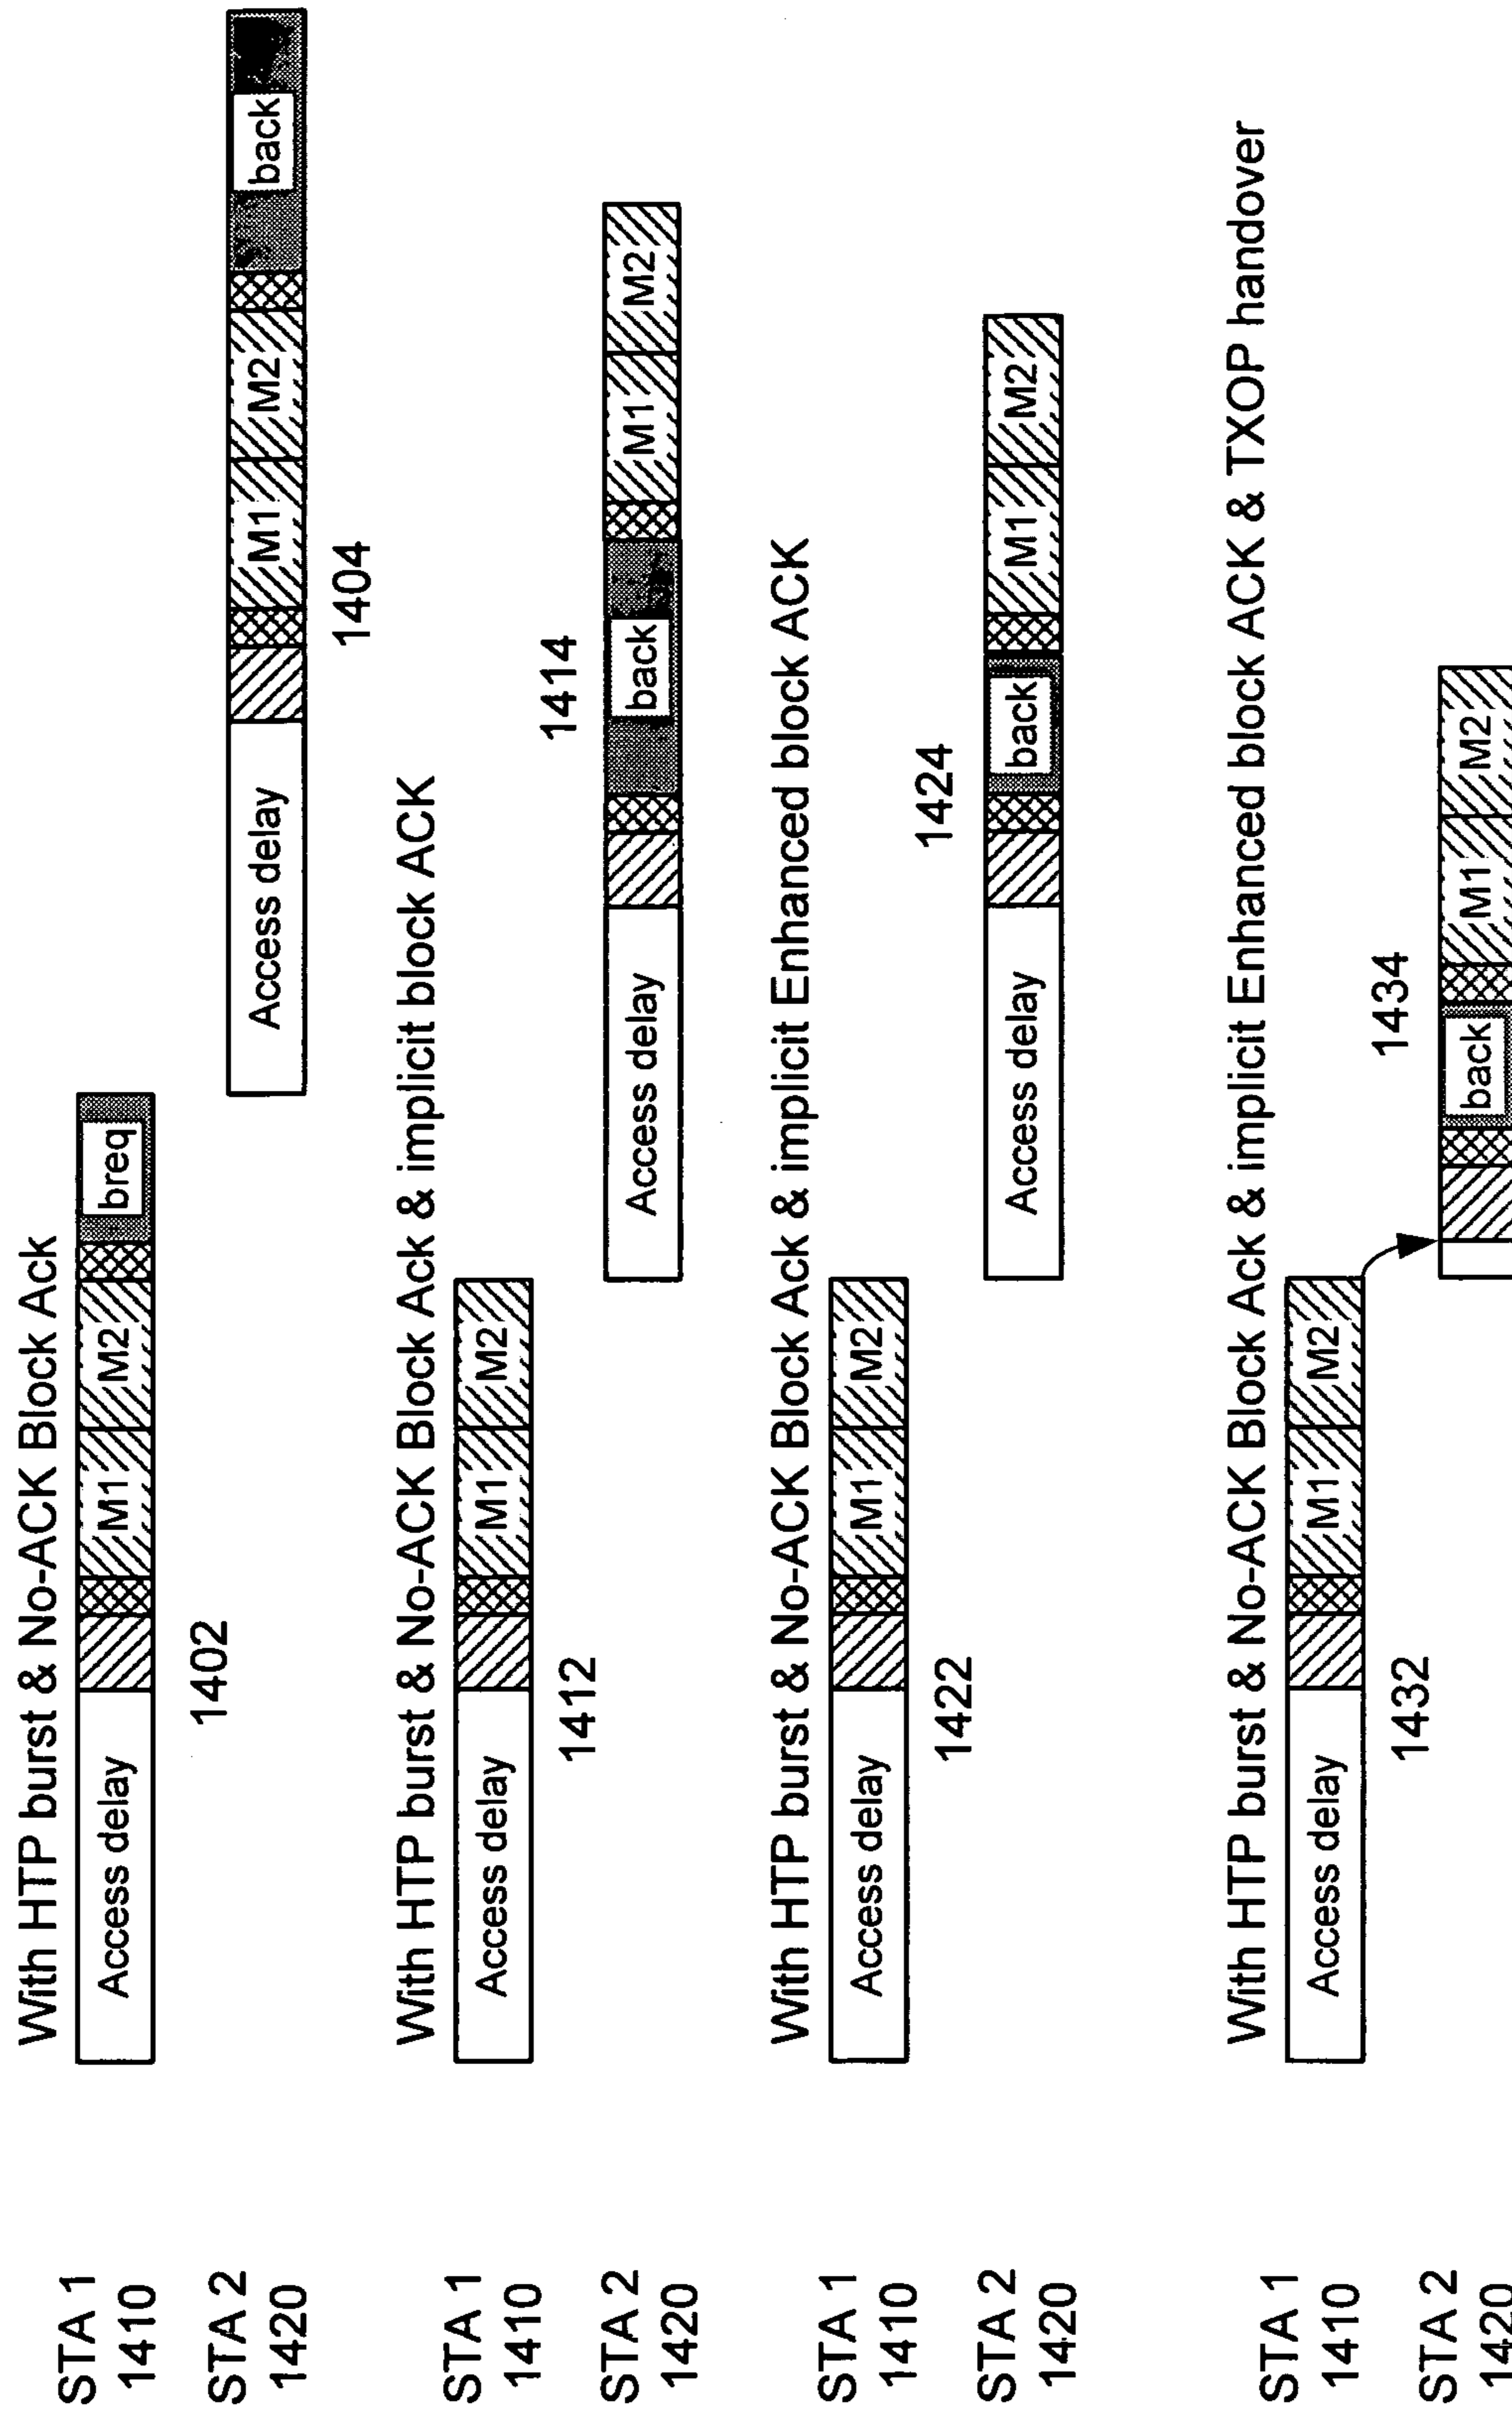 With HTP burst & No-ACK Block Ack
STA 1
1410
Access delay
M1
M2
breq
1402
STA 2
1420
Access delay
M1
M2
back
1404
With HTP burst & No-ACK Block Ack & implicit block ACK
STA 1
1410
Access delay
M1
M2
1412
1414
STA 2
1420
Access delay
back
M1
M2
With HTP burst & No-ACK Block Ack & implicit Enhanced block ACK
STA 1
1410
Access delay
M1
M2
1422
1424
STA 2
1420
Access delay
back
M1
M2
With HTP burst & No-ACK Block Ack & implicit Enhanced block ACK & TXOP handover
STA 1
1410
Access delay
M1
M2
1432
1434
STA 2
1420
back
M1
M2